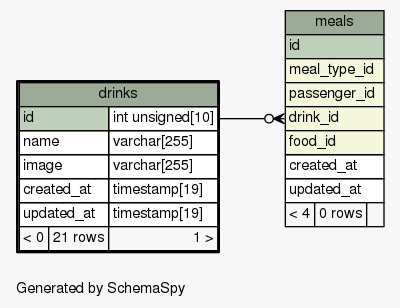 meals
id
meal_type_id
passenger_id
drink_id
food_id
created_at
updated_at
< 4 0 rows
drinks
id int unsigned[10]
name varchar[255]
image varchar[255]
created_at timestamp[19]
updated_at timestamp[19]
< 0 21 rows 1 >
Generated by SchemaSpy